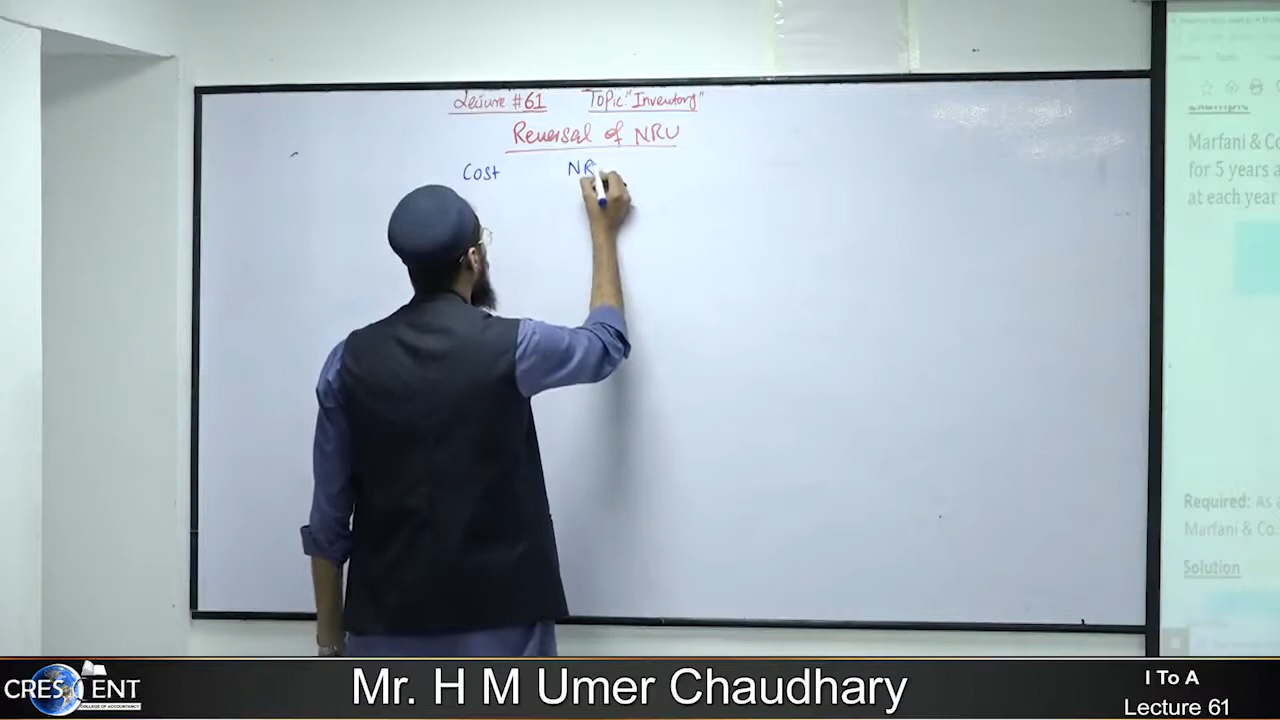 Lecture #61 Topic: "Inventory"
Reversal of NRV
Cost NR
Example
Marfani & Co
for 5 years a
at each year
Required: As a
Marfani & Co.
Solution
CRESCENT
COLLEGE OF ACCOUNTANCY
Mr. H M Umer Chaudhary
I To A
Lecture 61